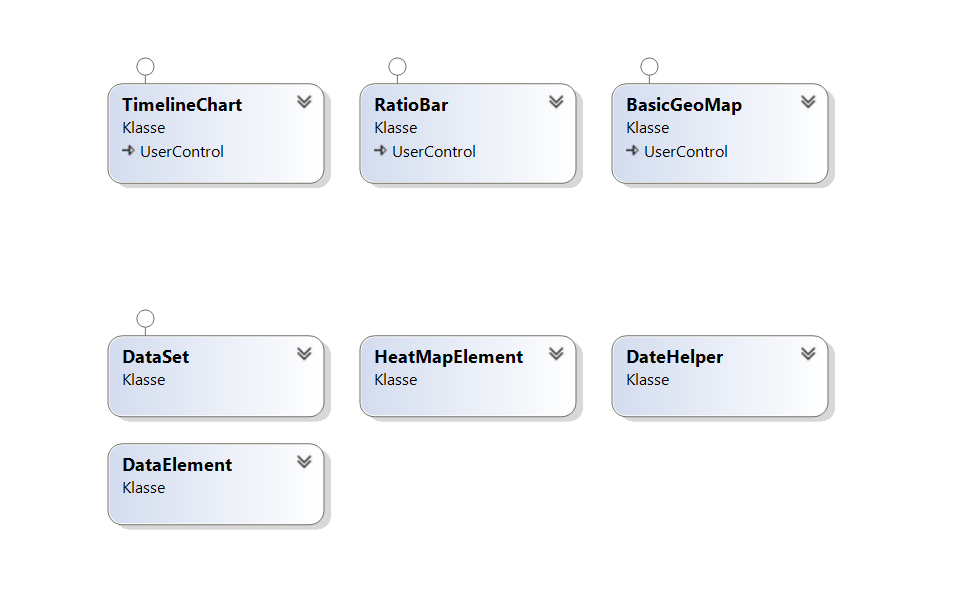 TimelineChart
Klasse
UserControl
RatioBar
Klasse
UserControl
BasicGeoMap
Klasse
UserControl
DataSet
Klasse
HeatMapElement
Klasse
DateHelper
Klasse
DataElement
Klasse